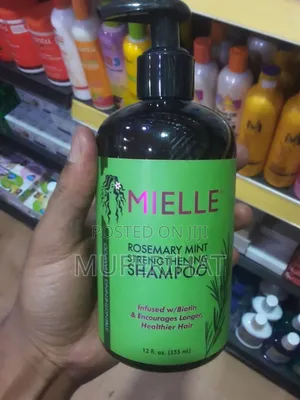 MIELLE
POSTED ON JIJI
ROSEMARY MINT
STRENGTHENING
SHAMPOO
Infused w/Biotin
& Encourages Longer,
Healthier Hair
12 fl. oz. (355 ml)